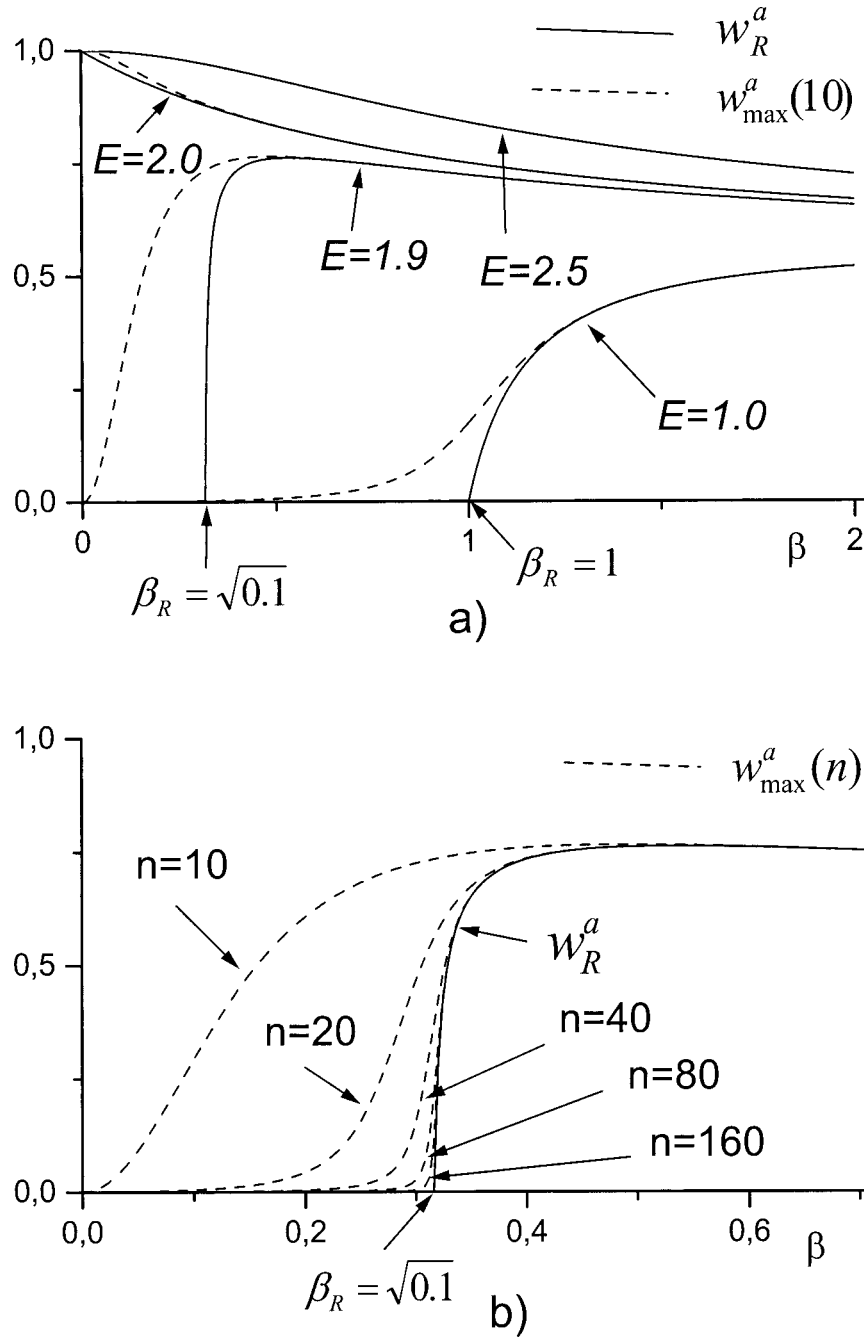 1,0
w_R^a
w_max^a(10)
E=2.0
E=1.9
E=2.5
0,5
E=1.0
0,0
0
1
β
2
β_R = √0.1
β_R = 1
a)
1,0
w_max^a(n)
n=10
0,5
w_R^a
n=20
n=40
n=80
n=160
0,0
0,0
0,2
0,4
0,6
β
β_R = √0.1
b)